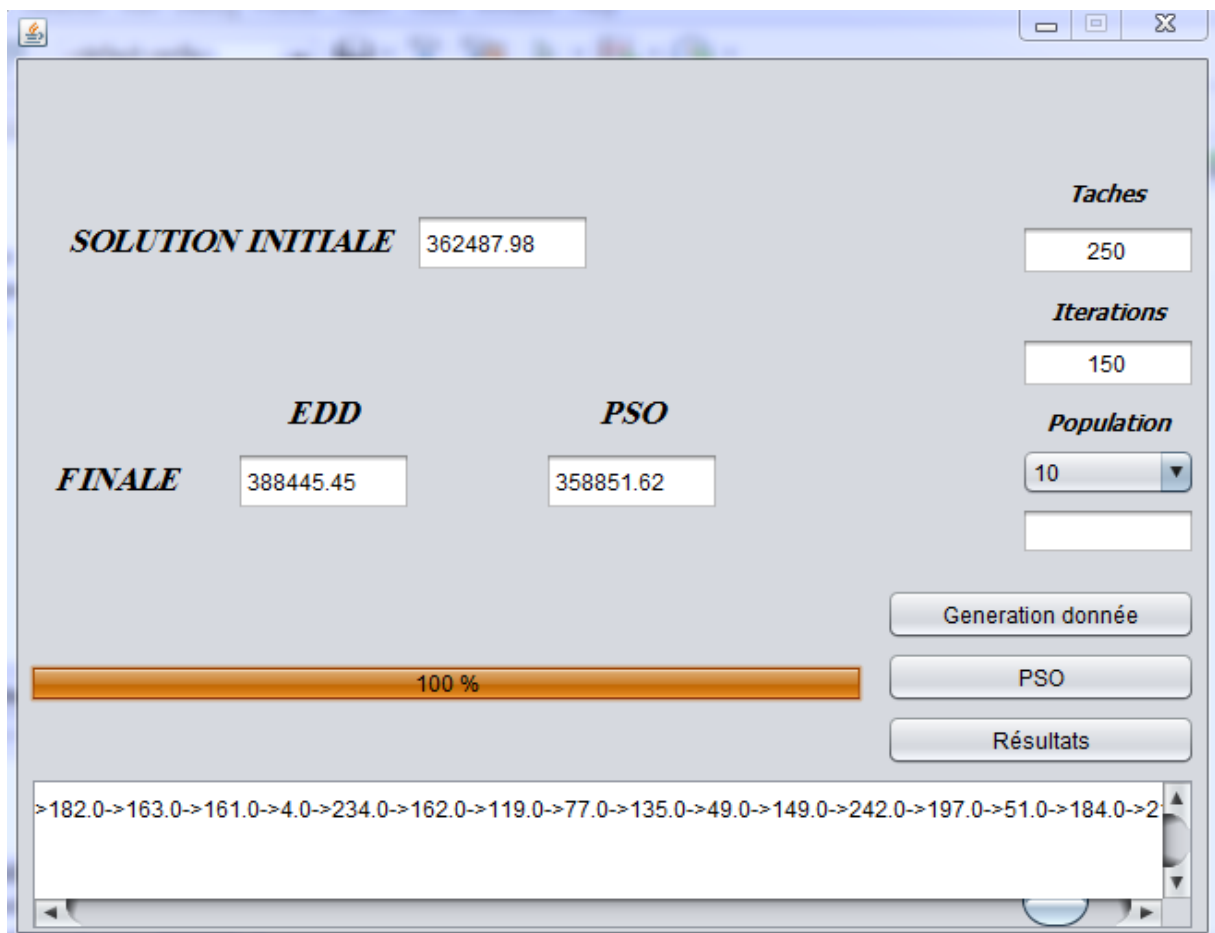 Taches
SOLUTION INITIALE 362487.98
250
Iterations
150
EDD PSO
Population
FINALE 388445.45 358851.62
10
Generation donnée
100 %
PSO
Résultats
>182.0->163.0->161.0->4.0->234.0->162.0->119.0->77.0->135.0->49.0->149.0->242.0->197.0->51.0->184.0->2